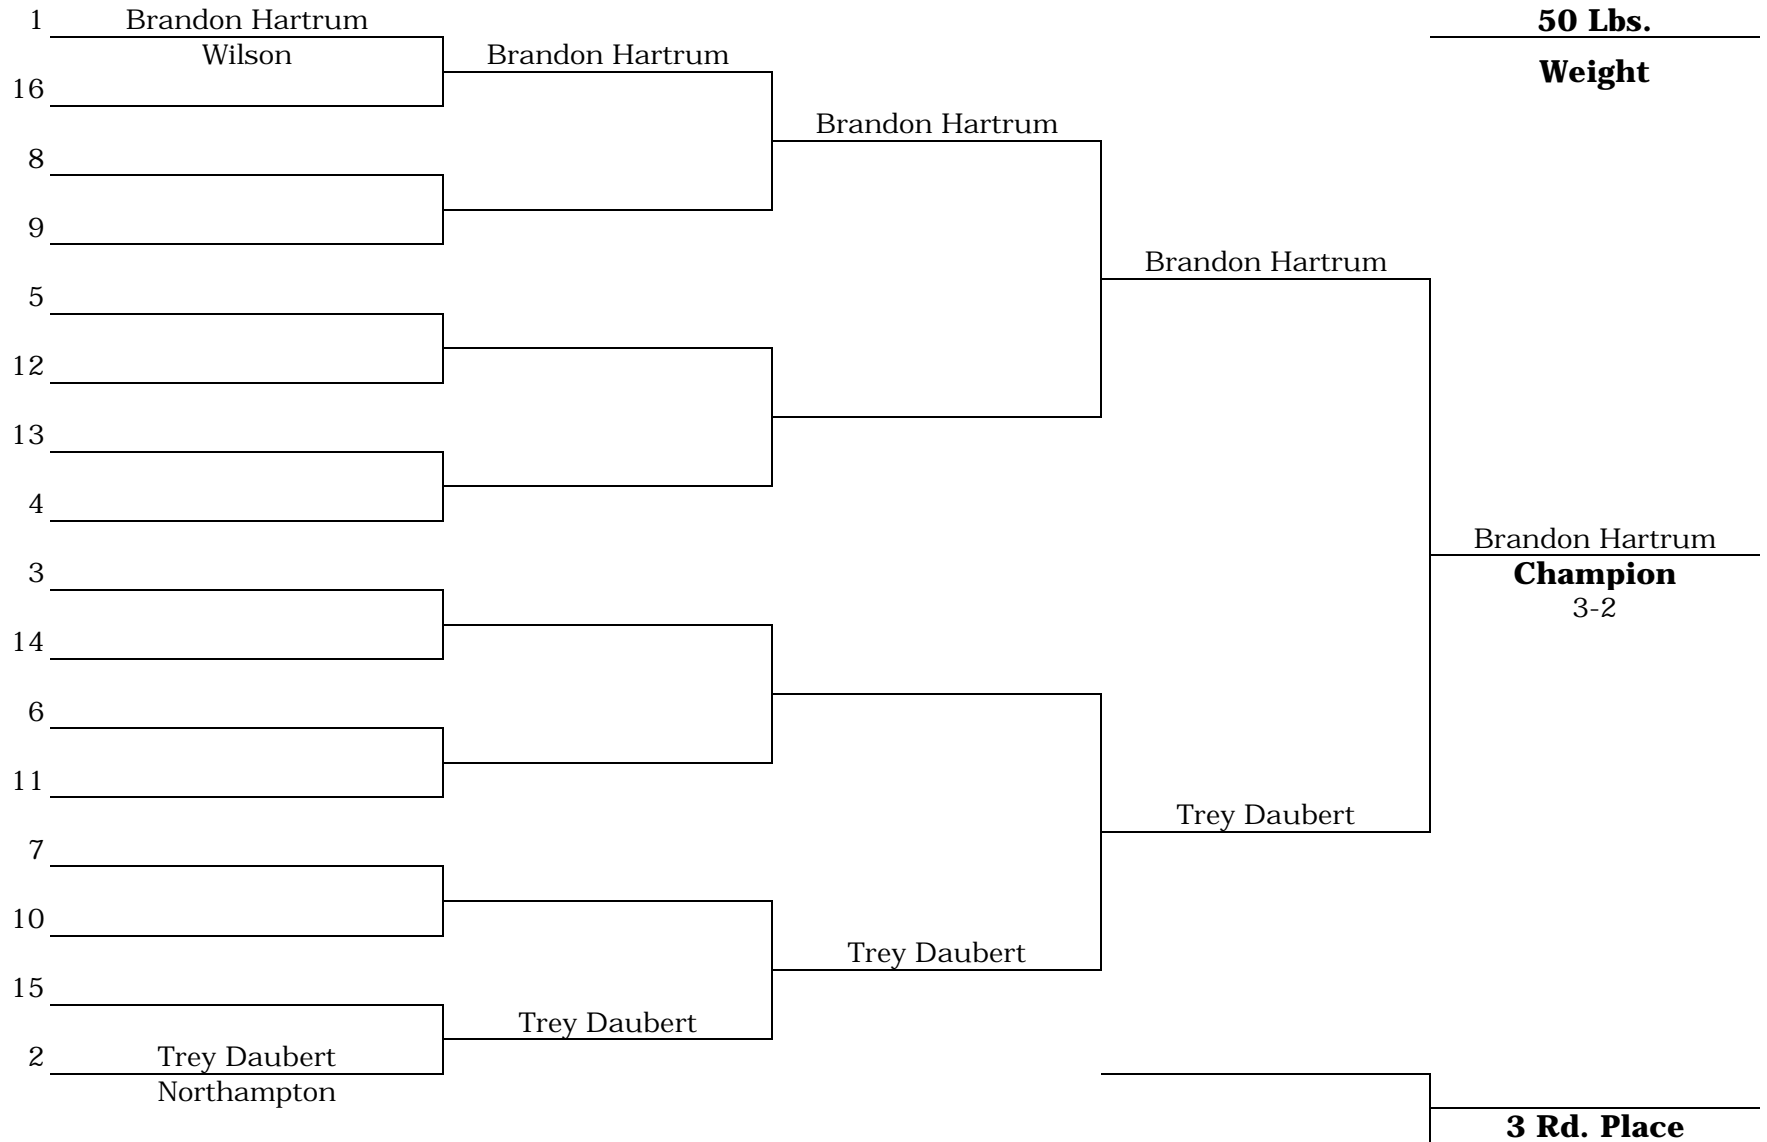 1 Brandon Hartrum
Wilson
Brandon Hartrum
16
8
Brandon Hartrum
9
5
Brandon Hartrum
12
13
4
3
14
6
11
7
Trey Daubert
10
15
Trey Daubert
Trey Daubert
2 Trey Daubert
Northampton
50 Lbs.
Weight
Brandon Hartrum
Champion
3-2
3 Rd. Place